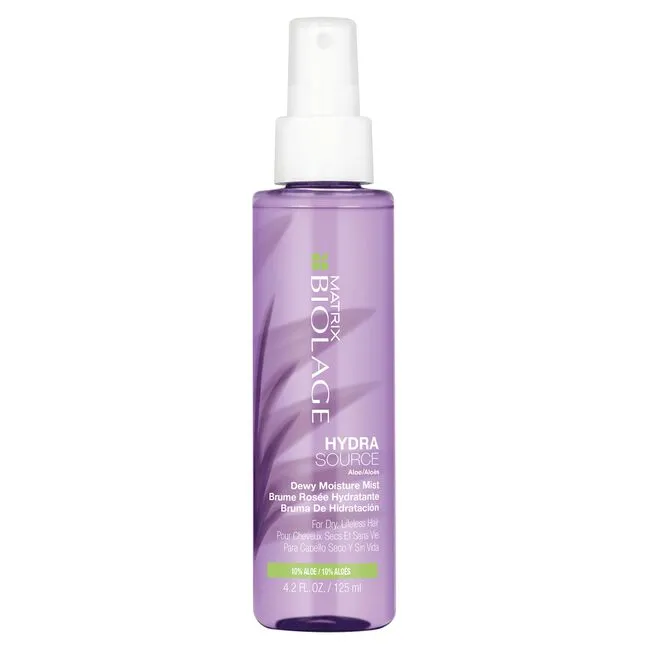 MATRIX
BIOLAGE
HYDRA
SOURCE
Aloe/Aloès
Dewy Moisture Mist
Brume Rosée Hydratante
Bruma De Hidratación
For Dry, Lifeless Hair
Pour Cheveux Secs Et Sans Vie
Para Cabello Seco Y Sin Vida
10% ALOE / 10% ALOÈS
4.2 FL. OZ. / 125 ml